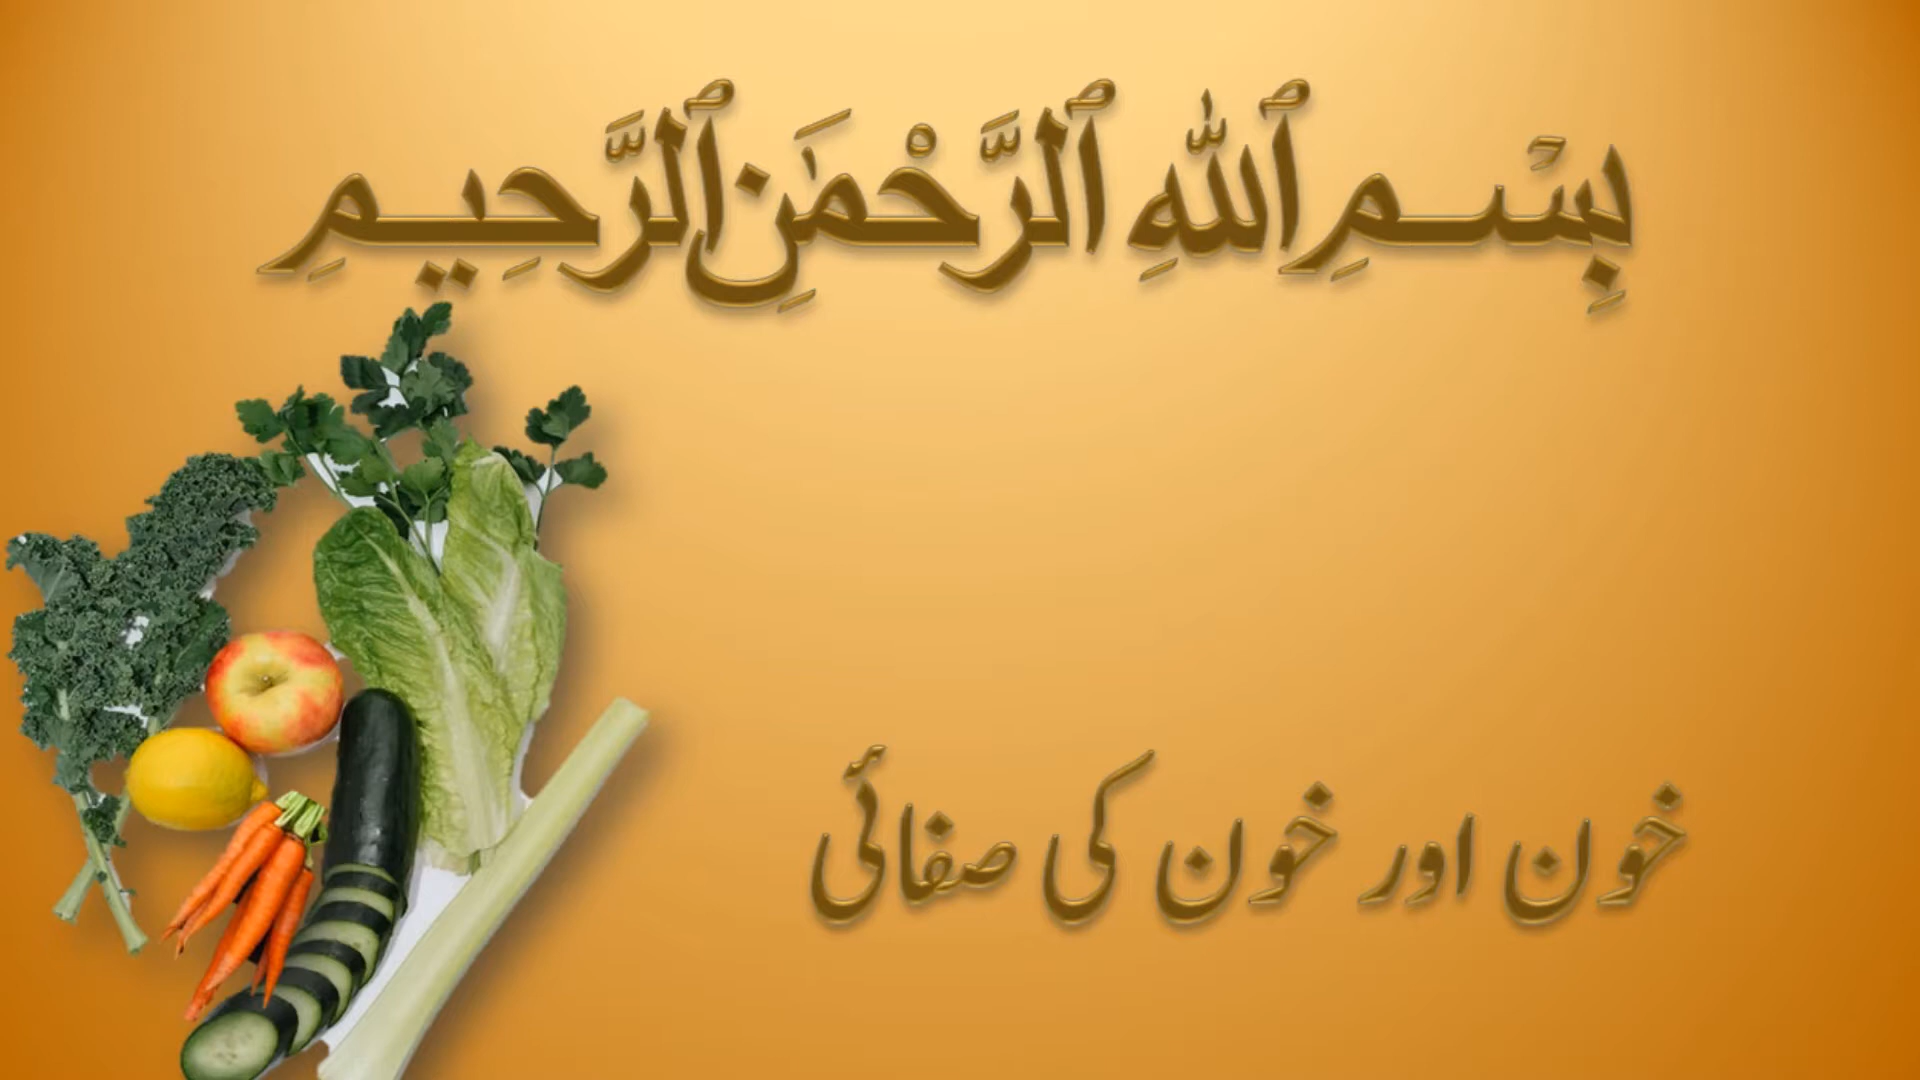 بِسْمِ ٱللّٰهِ ٱلرَّحْمَٰنِ ٱلرَّحِيمِ
خون اور خون کی صفائی